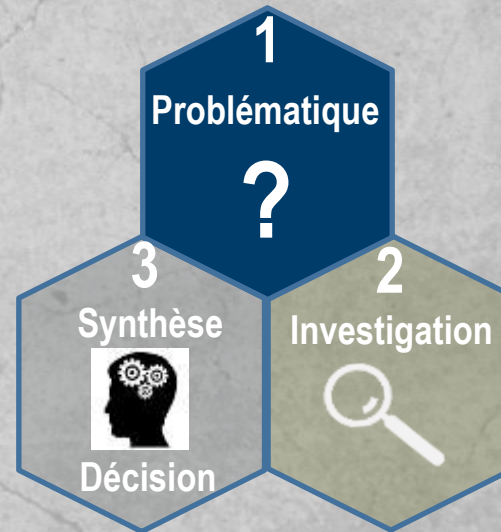 1
Problématique
?
2
Investigation
3
Synthèse
Décision